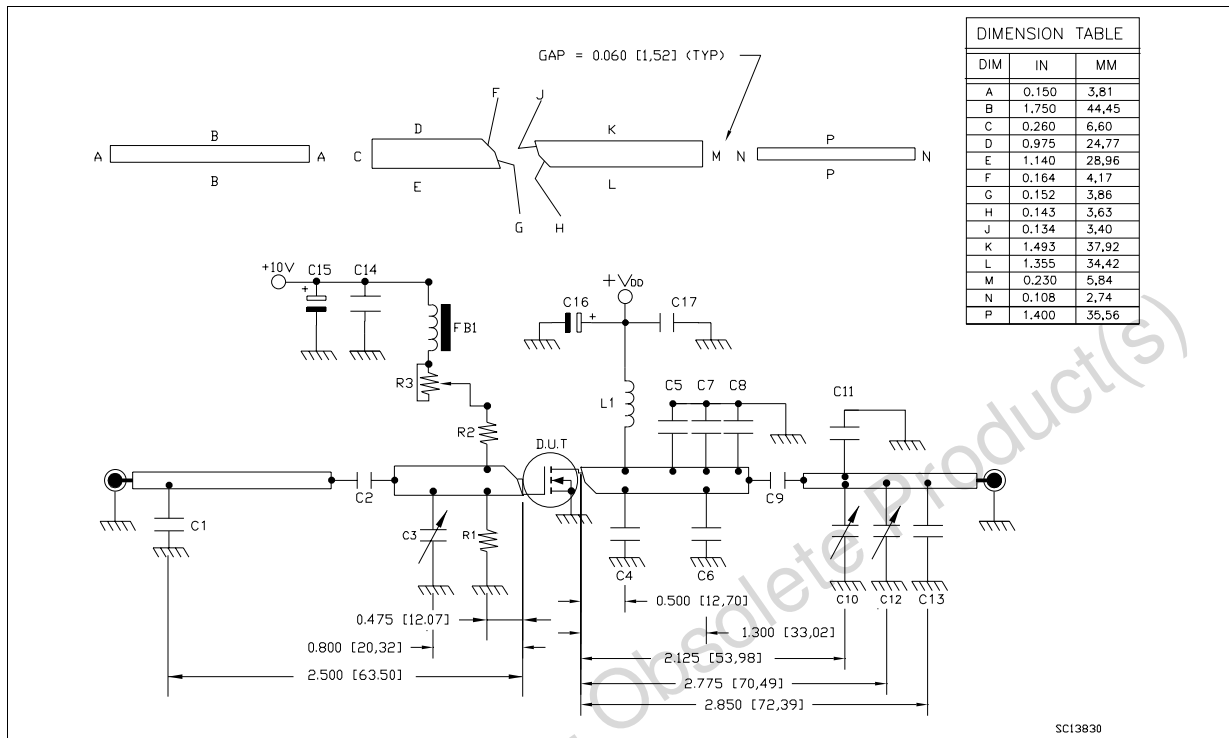 GAP = 0.060 [1,52] (TYP)
DIMENSION TABLE
DIM IN MM
A 0.150 3,81
B 1.750 44,45
C 0.260 6,60
D 0.975 24,77
E 1.140 28,96
F 0.164 4,17
G 0.152 3,86
H 0.143 3,63
J 0.134 3,40
K 1.493 37,92
L 1.355 34,42
M 0.230 5,84
N 0.108 2,74
P 1.400 35,56
F J
B D K P
A A C M N N
B E L P
G H
+10V C15 C14
+
FB1
R3
R2
+VDD
C16 + C17
L1
C5 C7 C8
C11
D.U.T
C2
C9
C1
C3 R1
C4 C6
C10 C12 C13
0.475 [12.07]
0.800 [20,32]
2.500 [63.50]
0.500 [12,70]
1.300 [33,02]
2.125 [53,98]
2.775 [70,49]
2.850 [72,39]
Obsolete Product(s)
SC13830